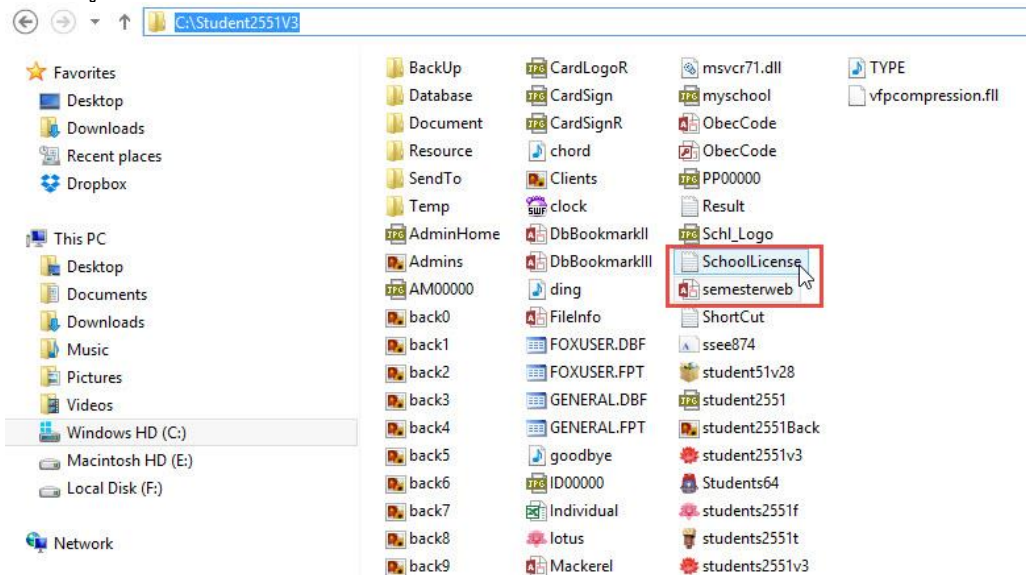 C:\Student2551V3
Favorites
Desktop
Downloads
Recent places
Dropbox
This PC
Desktop
Documents
Downloads
Music
Pictures
Videos
Windows HD (C:)
Macintosh HD (E:)
Local Disk (F:)
Network
BackUp
Database
Document
Resource
SendTo
Temp
AdminHome
Admins
AM00000
back0
back1
back2
back3
back4
back5
back6
back7
back8
back9
CardLogoR
CardSign
CardSignR
chord
Clients
clock
DbBookmarkII
DbBookmarkIII
ding
FileInfo
FOXUSER.DBF
FOXUSER.FPT
GENERAL.DBF
GENERAL.FPT
goodbye
ID00000
Individual
lotus
Mackerel
msvcr71.dll
myschool
ObecCode
ObecCode
PP00000
Result
Schl_Logo
SchoolLicense
semesterweb
ShortCut
ssee874
student51v28
student2551
student2551Back
student2551v3
Students64
students2551f
students2551t
students2551v3
TYPE
vfpcompression.fll